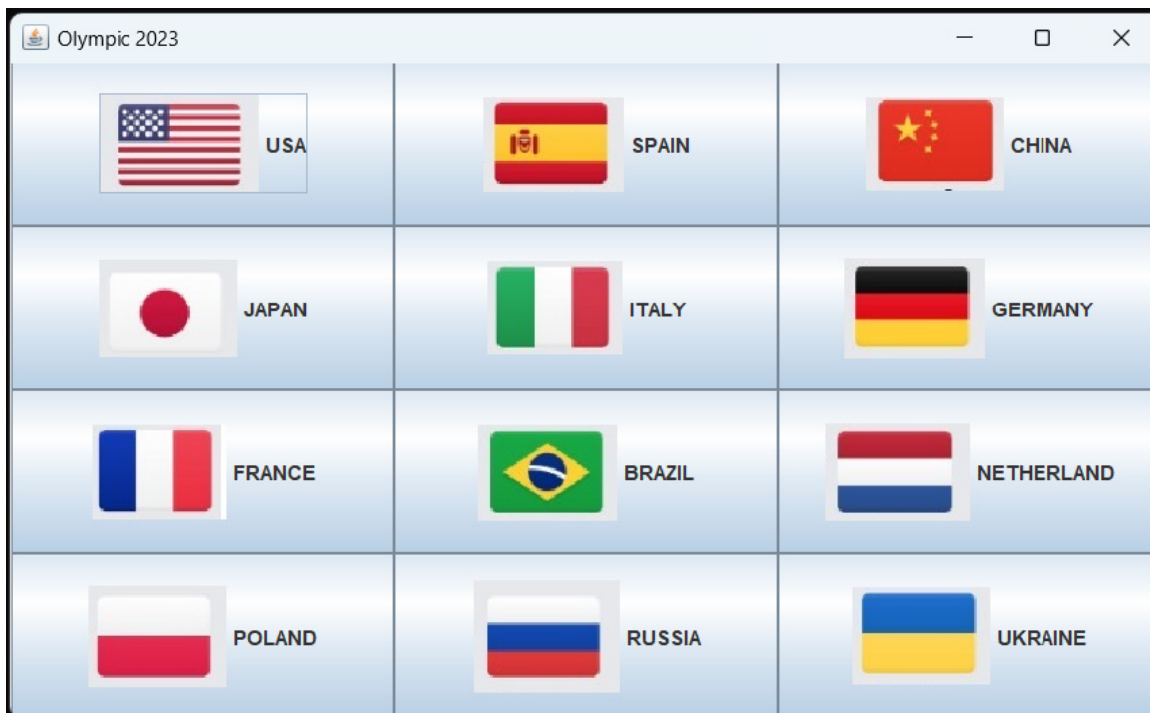 Olympic 2023
USA
SPAIN
CHINA
JAPAN
ITALY
GERMANY
FRANCE
BRAZIL
NETHERLAND
POLAND
RUSSIA
UKRAINE